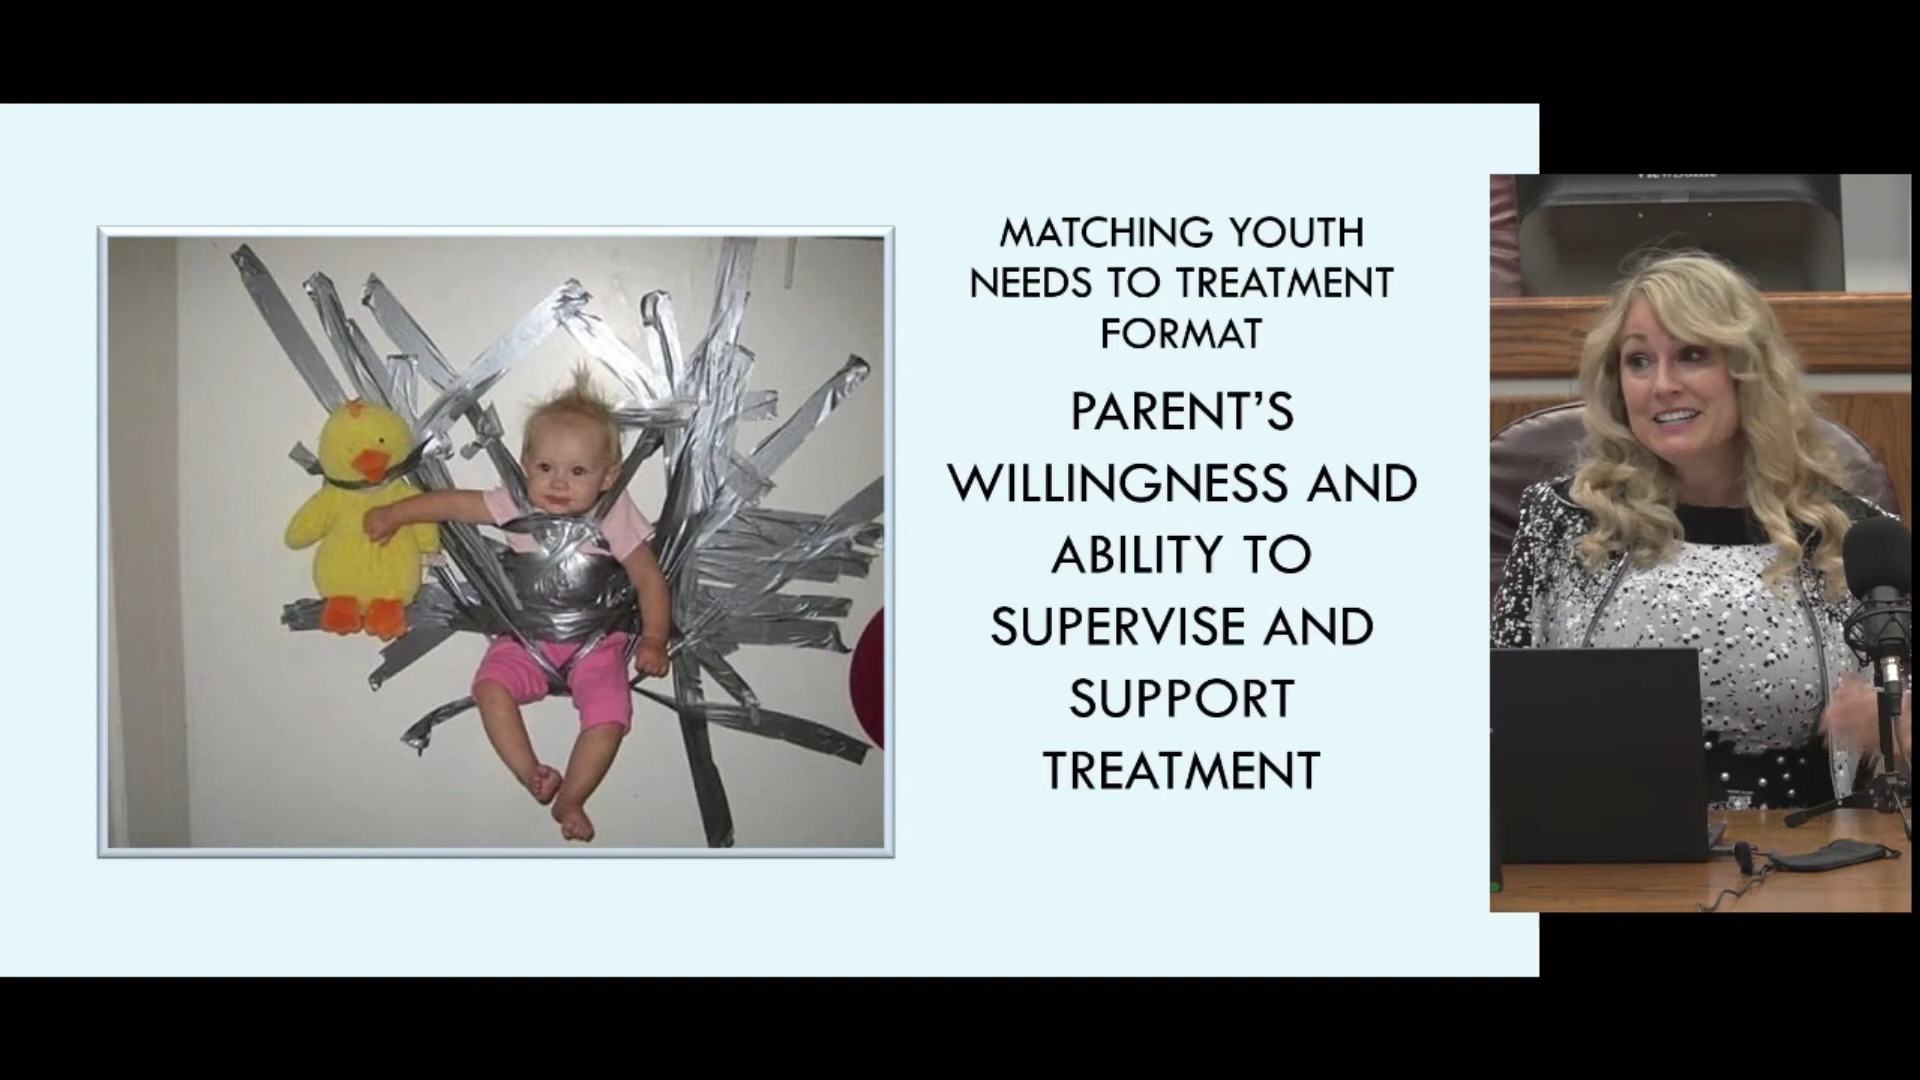 MATCHING YOUTH
NEEDS TO TREATMENT
FORMAT
PARENT'S
WILLINGNESS AND
ABILITY TO
SUPERVISE AND
SUPPORT
TREATMENT